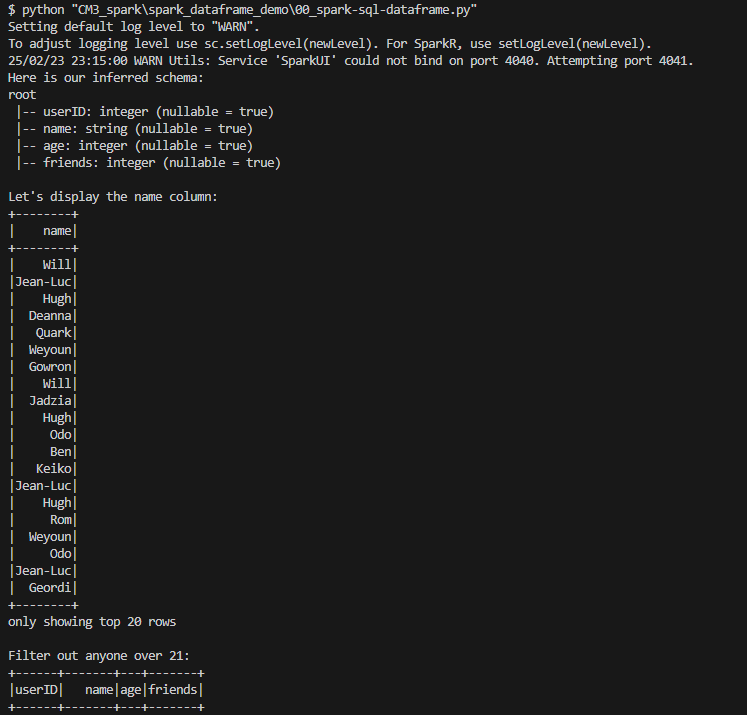 $ python "CM3_spark\spark_dataframe_demo\00_spark-sql-dataframe.py"
Setting default log level to "WARN".
To adjust logging level use sc.setLogLevel(newLevel). For SparkR, use setLogLevel(newLevel).
25/02/23 23:15:00 WARN Utils: Service 'SparkUI' could not bind on port 4040. Attempting port 4041.
Here is our inferred schema:
root
 |-- userID: integer (nullable = true)
 |-- name: string (nullable = true)
 |-- age: integer (nullable = true)
 |-- friends: integer (nullable = true)

Let's display the name column:
+--------+
|    name|
+--------+
|    Will|
|Jean-Luc|
|    Hugh|
|  Deanna|
|   Quark|
|  Weyoun|
|  Gowron|
|    Will|
|  Jadzia|
|    Hugh|
|     Odo|
|     Ben|
|   Keiko|
|Jean-Luc|
|    Hugh|
|     Rom|
|  Weyoun|
|     Odo|
|Jean-Luc|
|  Geordi|
+--------+
only showing top 20 rows

Filter out anyone over 21:
+------+-------+---+-------+
|userID|   name|age|friends|
+------+-------+---+-------+